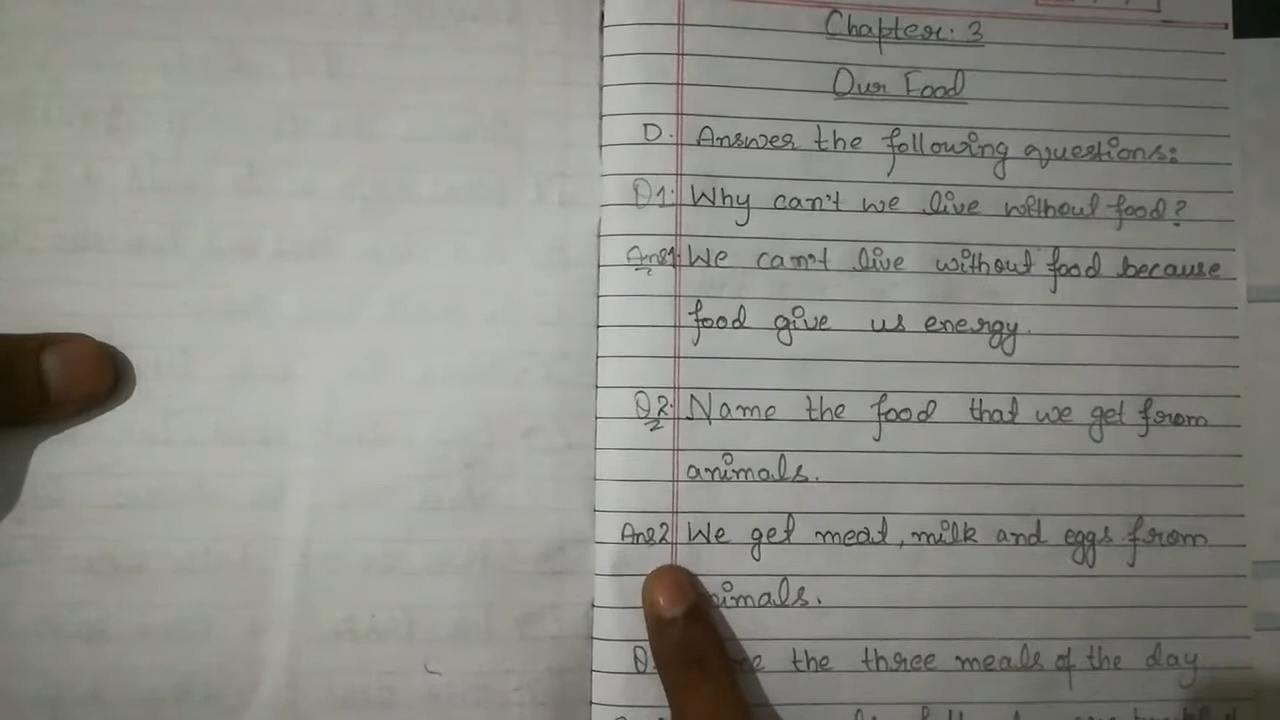 Chapter: 3
Our Food
D. Answer the following questions:
Q1. Why can't we live without food?
Ans1 We can't live without food because
food give us energy.
Q2. Name the food that we get from
animals.
Ans2 We get meat, milk and eggs from
nimals.
the three meals of the day